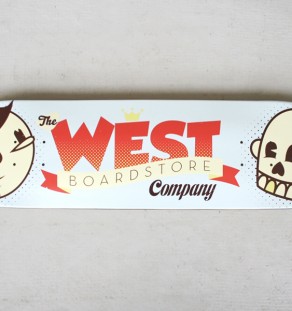 The
WEST
BOARDSTORE
Company